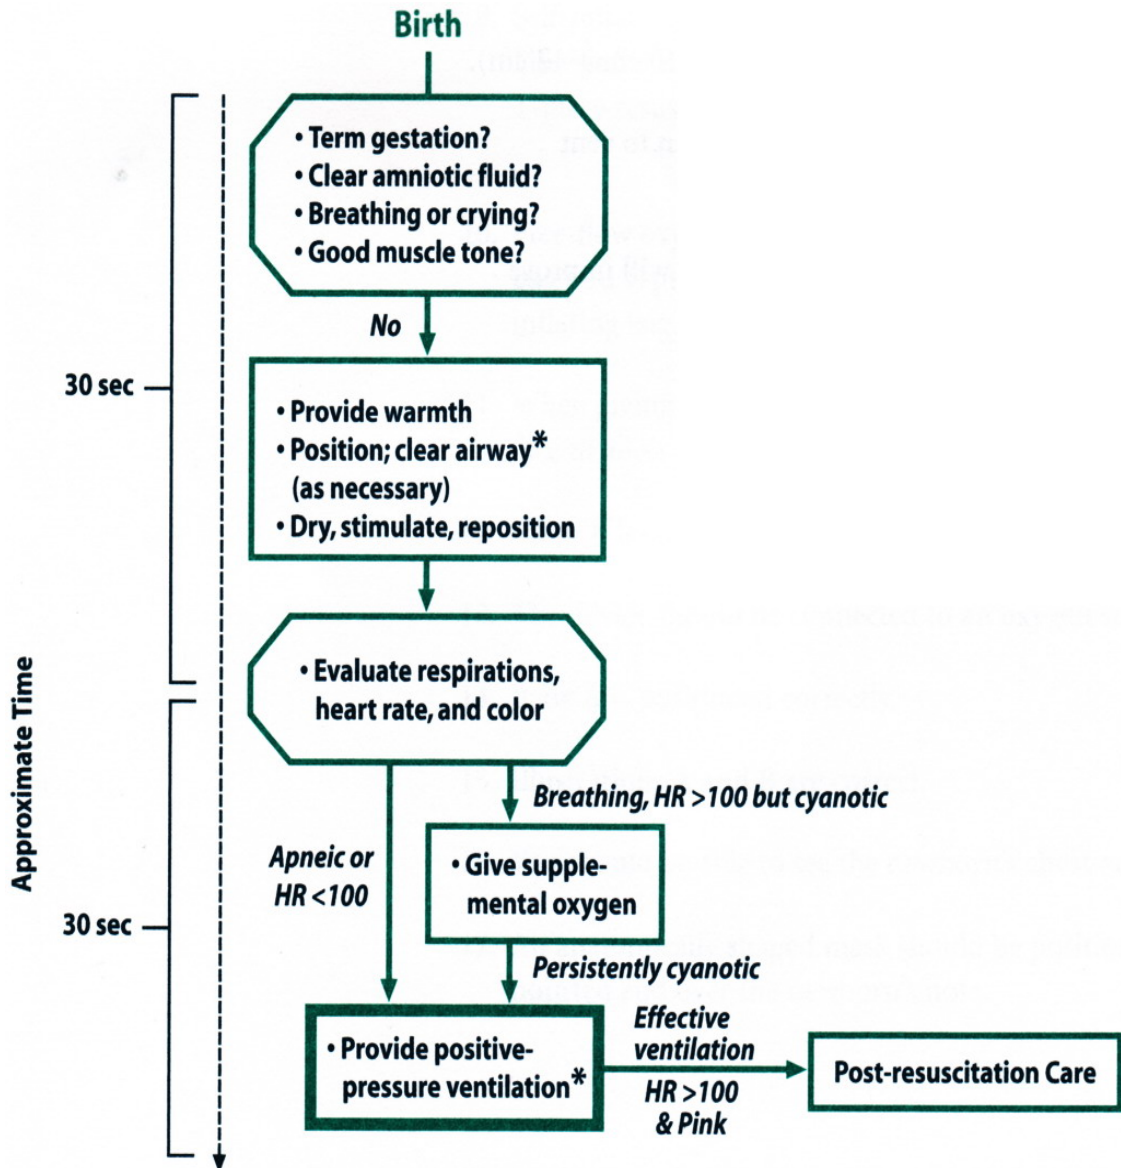 Birth
• Term gestation?
• Clear amniotic fluid?
• Breathing or crying?
• Good muscle tone?
No
30 sec
• Provide warmth
• Position; clear airway*
(as necessary)
• Dry, stimulate, reposition
• Evaluate respirations,
heart rate, and color
Approximate Time
Breathing, HR >100 but cyanotic
Apneic or
HR <100
• Give supple-
mental oxygen
30 sec
Persistently cyanotic
• Provide positive-
pressure ventilation*
Effective
ventilation
HR >100
& Pink
Post-resuscitation Care